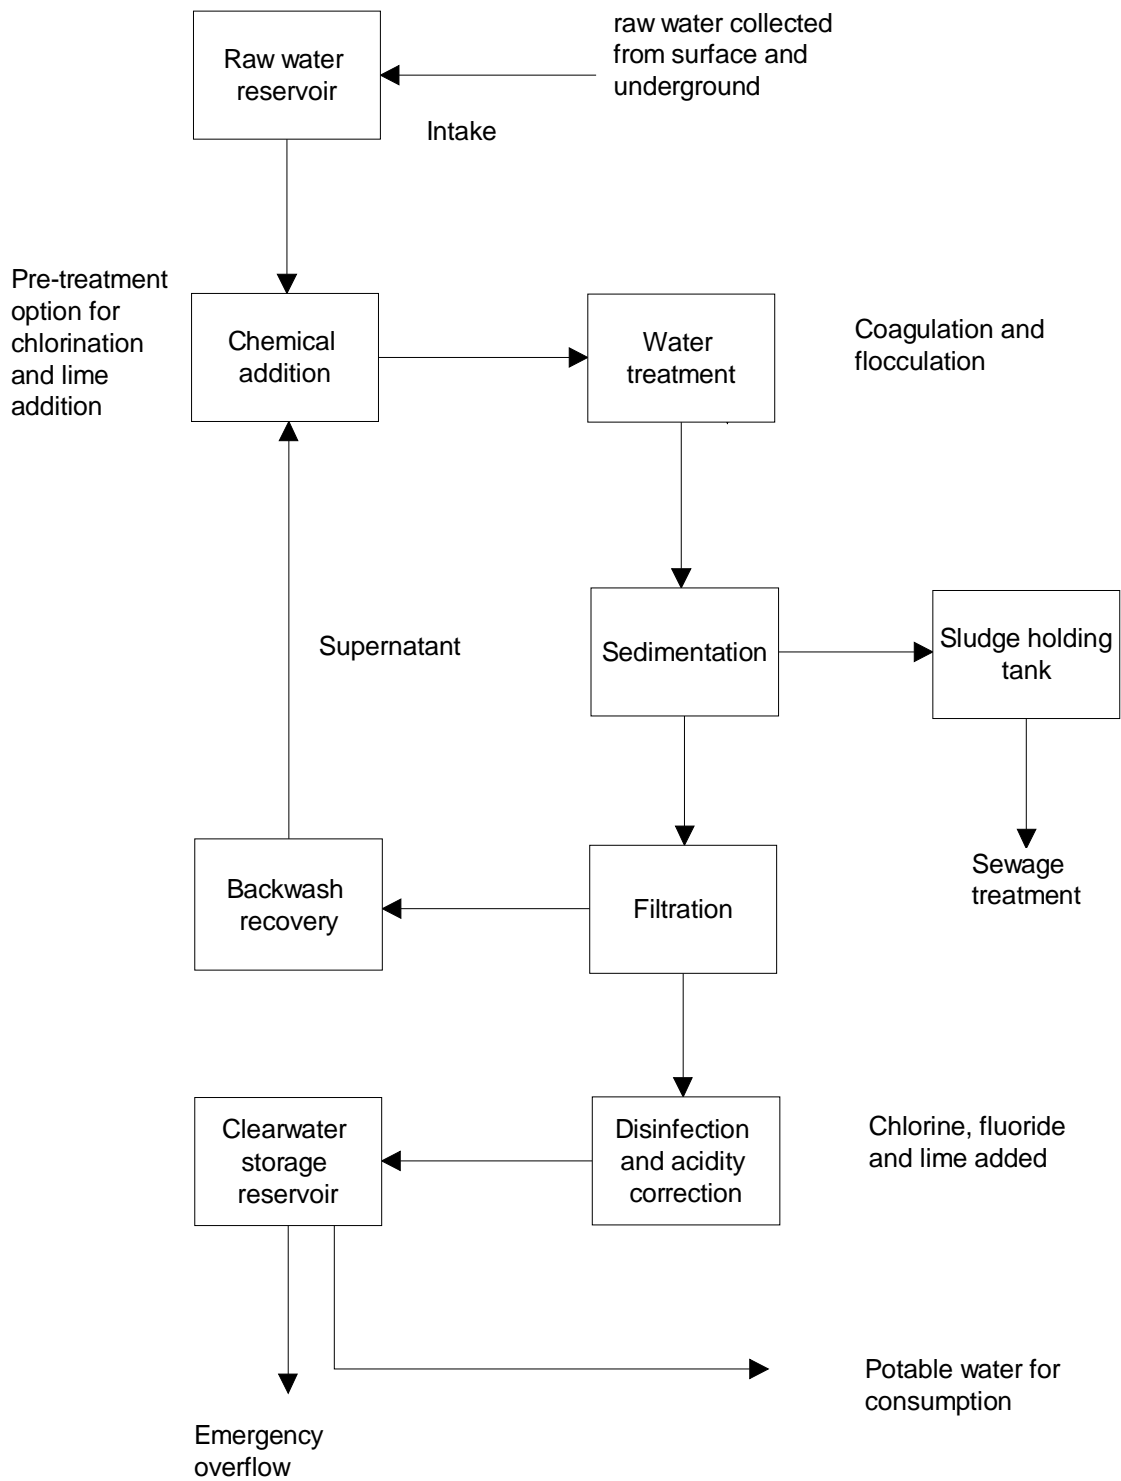 raw water collected
from surface and
underground
Raw water
reservoir
Intake
Pre-treatment
option for
chlorination
and lime
addition
Chemical
addition
Water
treatment
Coagulation and
flocculation
Supernatant
Sedimentation
Sludge holding
tank
Backwash
recovery
Filtration
Sewage
treatment
Clearwater
storage
reservoir
Disinfection
and acidity
correction
Chlorine, fluoride
and lime added
Potable water for
consumption
Emergency
overflow